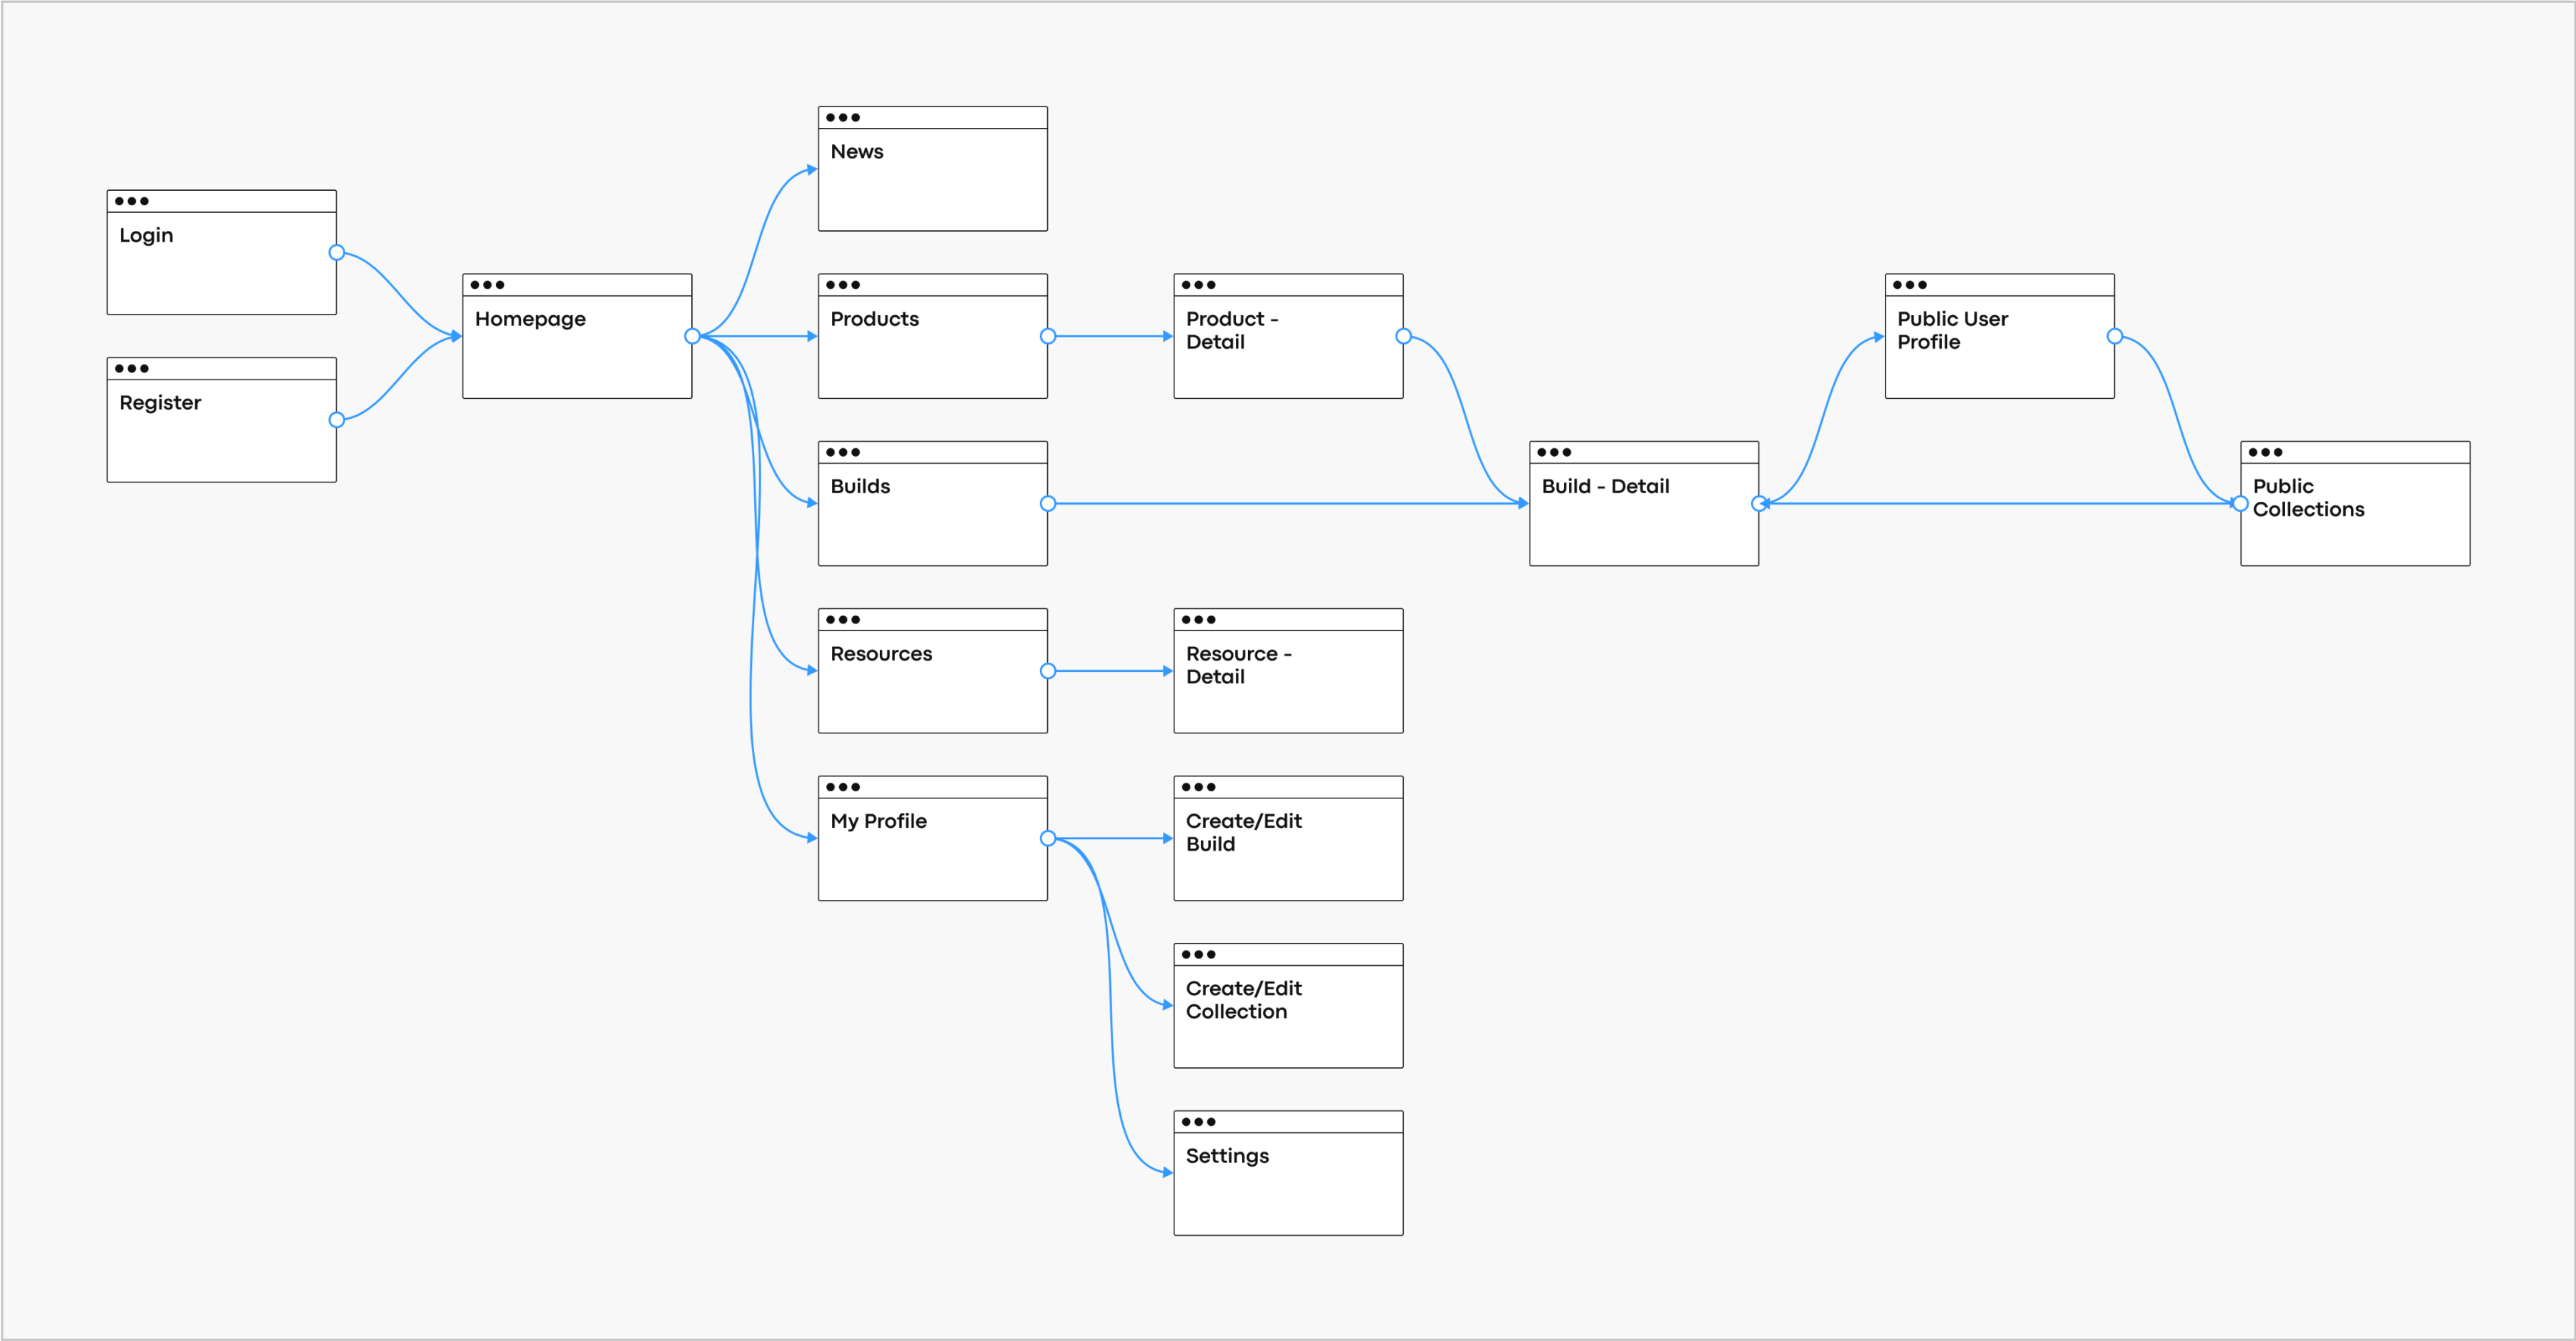 News
Login
Homepage
Products
Product -
Detail
Public User
Profile
Register
Builds
Build - Detail
Public
Collections
Resources
Resource -
Detail
My Profile
Create/Edit
Build
Create/Edit
Collection
Settings